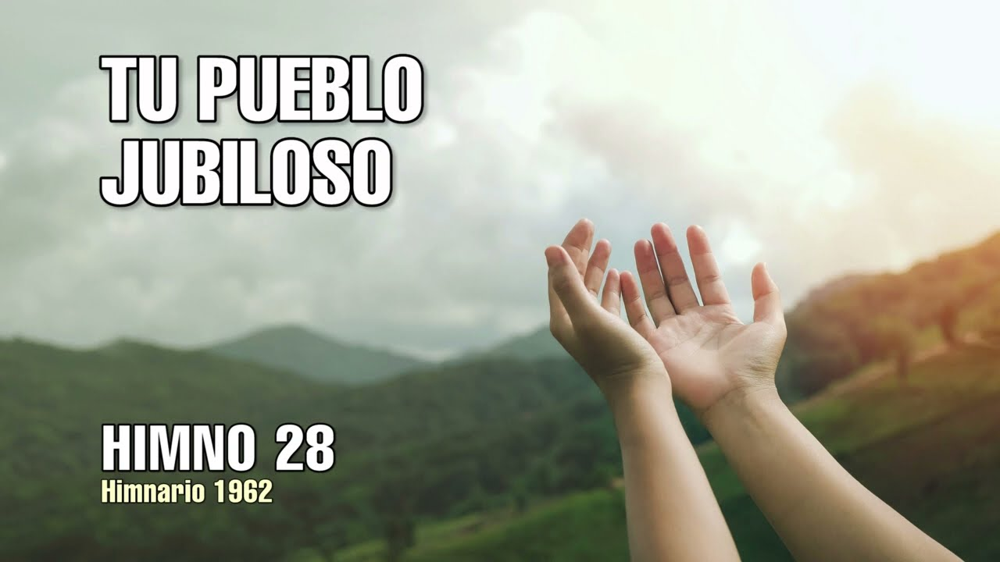 TU PUEBLO
JUBILOSO
HIMNO 28
Himnario 1962